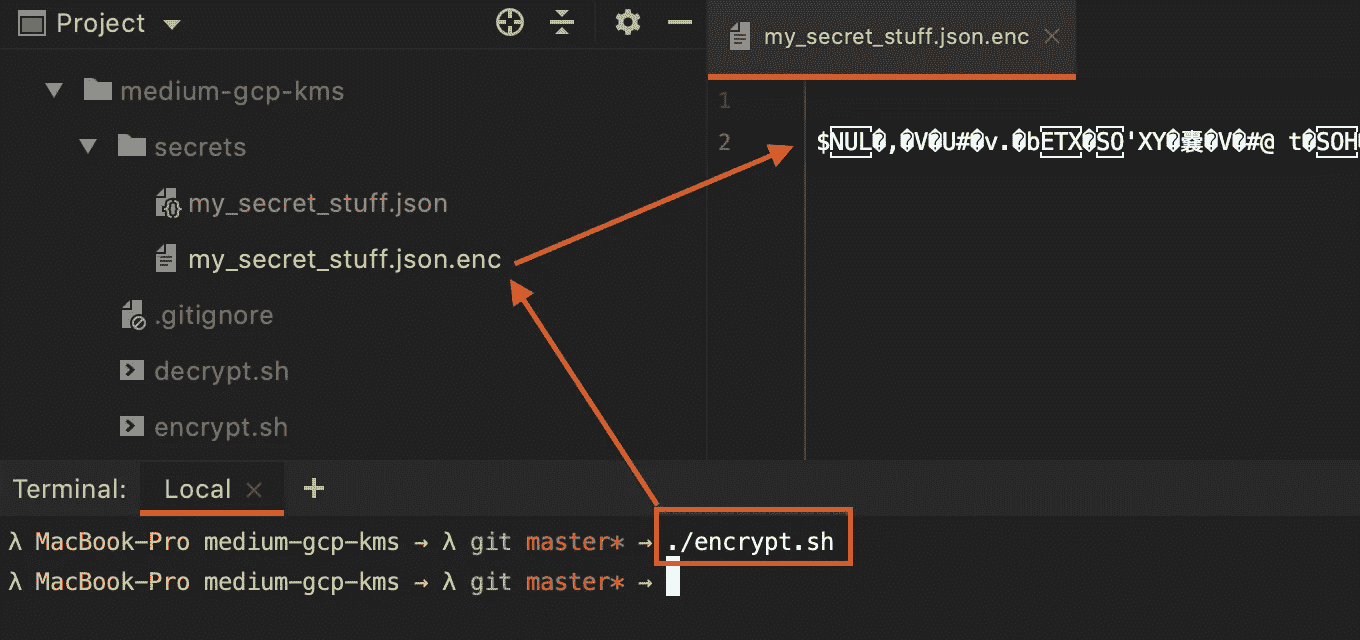 Project
my_secret_stuff.json.enc
medium-gcp-kms
secrets
my_secret_stuff.json
my_secret_stuff.json.enc
.gitignore
decrypt.sh
encrypt.sh
1
2 $NUL�,�V�U#�v.�bETX�SO'XY�囊�V�#@ t�SOH
Terminal: Local × +
λ MacBook-Pro medium-gcp-kms → λ git master* → ./encrypt.sh
λ MacBook-Pro medium-gcp-kms → λ git master* →